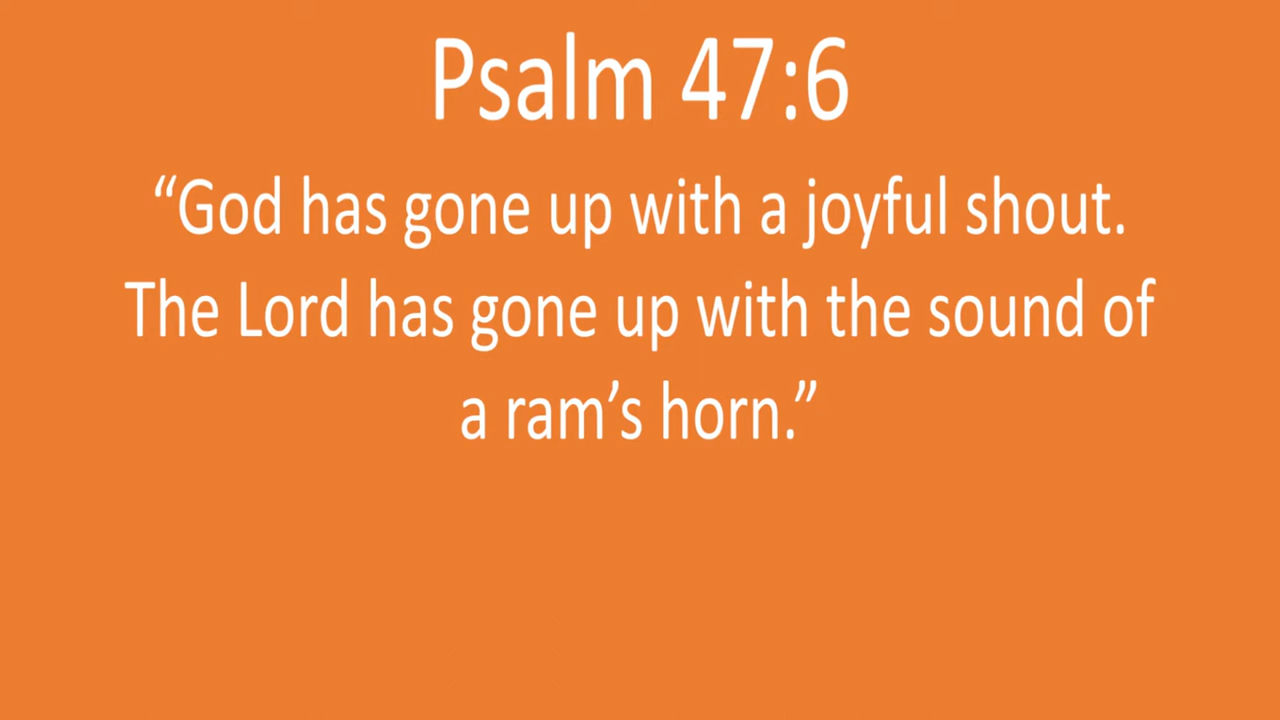 Psalm 47:6
“God has gone up with a joyful shout.
The Lord has gone up with the sound of
a ram’s horn.”